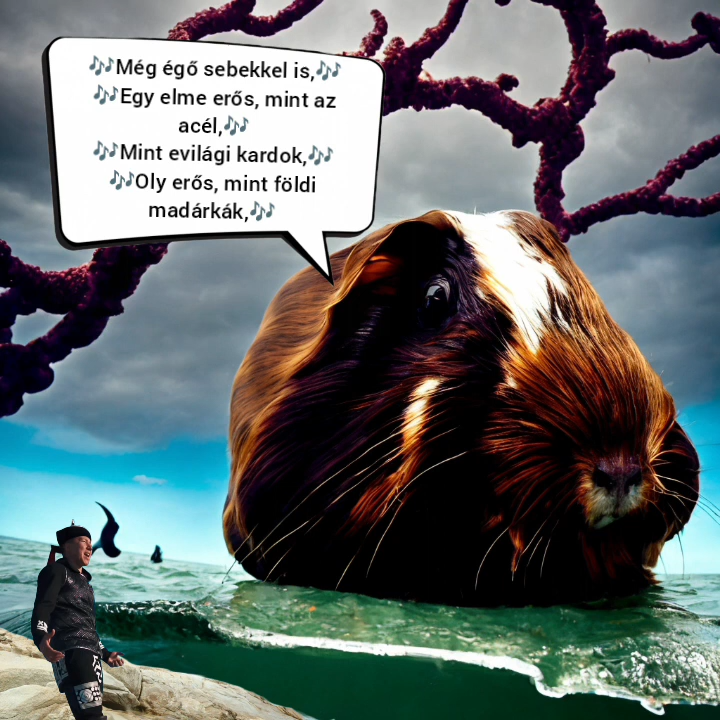 🎶Még égő sebekkel is,🎶
🎶Egy elme erős, mint az
acél,🎶
🎶Mint evilági kardok,🎶
🎶Oly erős, mint földi
madárkák,🎶